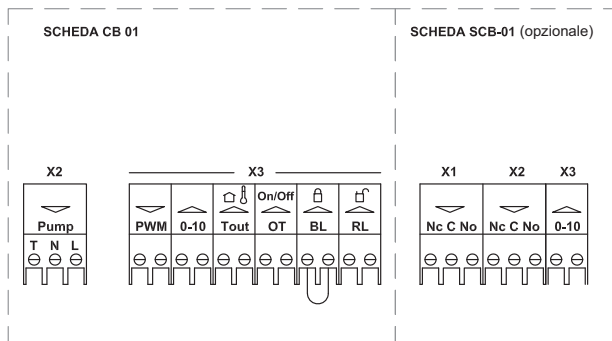 SCHEDA CB 01
SCHEDA SCB-01 (opzionale)
X2
X3
X1
X2
X3
On/Off
Pump
PWM
0-10
Tout
OT
BL
RL
Nc C No
Nc C No
0-10
T N L